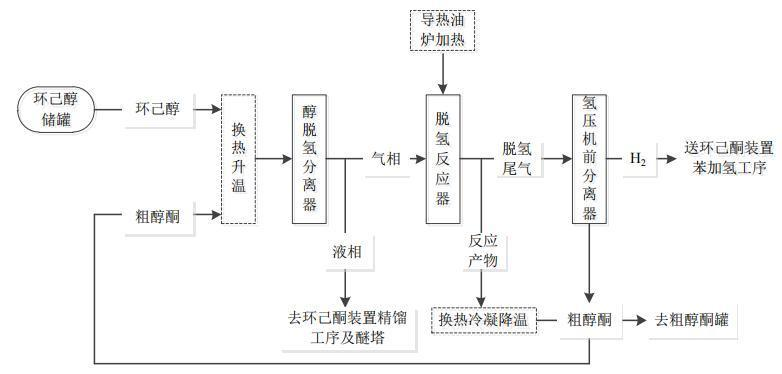 导热油
炉加热
环己醇
储罐
环己醇
换热升温
醇脱氢分离器
气相
脱氢反应器
脱氢
尾气
氢压机前分离器
H₂
送环己酮装置
苯加氢工序
粗醇酮
液相
反应
产物
去环己酮装置精馏
工序及醚塔
换热冷凝降温
粗醇酮
去粗醇酮罐